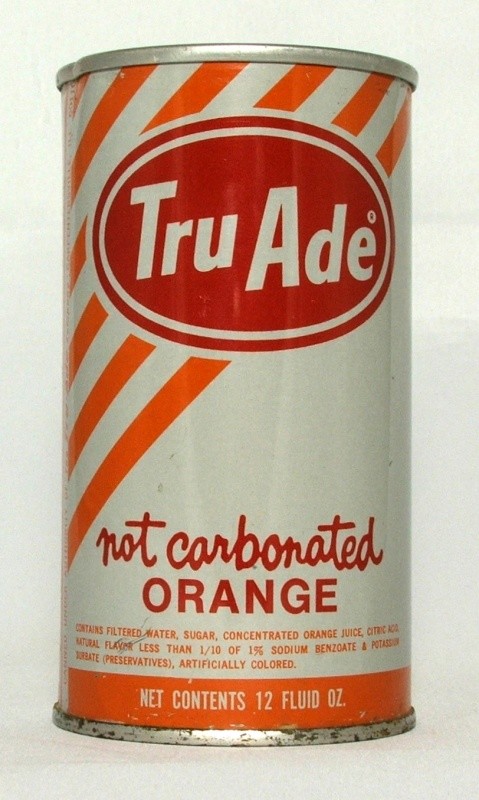 Tru Ade®
not carbonated
ORANGE
CONTAINS FILTERED WATER, SUGAR, CONCENTRATED ORANGE JUICE, CITRIC ACID,
NATURAL FLAVOR LESS THAN 1/10 OF 1% SODIUM BENZOATE & POTASSIUM
SORBATE (PRESERVATIVES), ARTIFICIALLY COLORED.
NET CONTENTS 12 FLUID OZ.